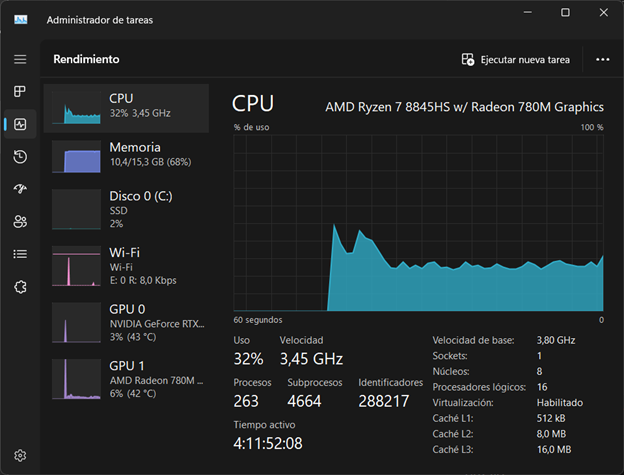 Administrador de tareas
Rendimiento
Ejecutar nueva tarea
CPU
32% 3,45 GHz
Memoria
10,4/15,3 GB (68%)
Disco 0 (C:)
SSD
2%
Wi-Fi
Wi-Fi
E: 0 R: 8,0 Kbps
GPU 0
NVIDIA GeForce RTX...
3% (43 °C)
GPU 1
AMD Radeon 780M ...
6% (42 °C)
CPU
AMD Ryzen 7 8845HS w/ Radeon 780M Graphics
% de uso
100 %
60 segundos
0
Uso
Velocidad
32%
3,45 GHz
Procesos
Subprocesos
Identificadores
263
4664
288217
Tiempo activo
4:11:52:08
Velocidad de base: 3,80 GHz
Sockets: 1
Núcleos: 8
Procesadores lógicos: 16
Virtualización: Habilitado
Caché L1: 512 kB
Caché L2: 8,0 MB
Caché L3: 16,0 MB